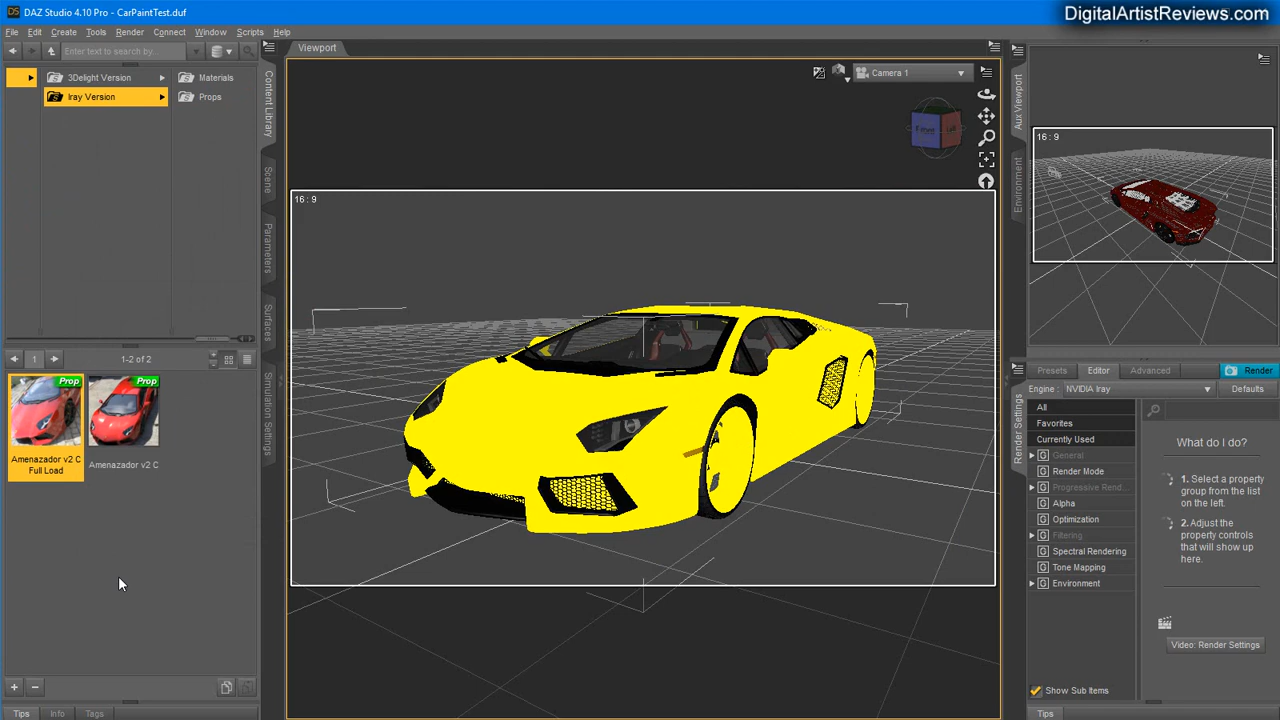 DAZ Studio 4.10 Pro - CarPaintTest.duf
DigitalArtistReviews.com
File Edit Create Tools Render Connect Window Scripts Help
Enter text to search by...
3Delight Version
Iray Version
Materials
Props
Content Library
Scene
Parameters
Surfaces
Simulation Settings
1
1-2 of 2
Prop
Amenazador v2 C
Full Load
Prop
Amenazador v2 C
Tips Info Tags
Viewport
Camera 1
Front
16 : 9
Aux Viewport
Environment
16 : 9
Presets Editor Advanced Render
Engine : NVIDIA Iray Defaults
Render Settings
All
Favorites
Currently Used
G General
G Render Mode
G Progressive Rend...
G Alpha
G Optimization
G Filtering
G Spectral Rendering
G Tone Mapping
G Environment
What do I do?
1. Select a property
group from the list
on the left.
2. Adjust the
property controls
that will show up
here.
Video: Render Settings
Show Sub Items
Tips